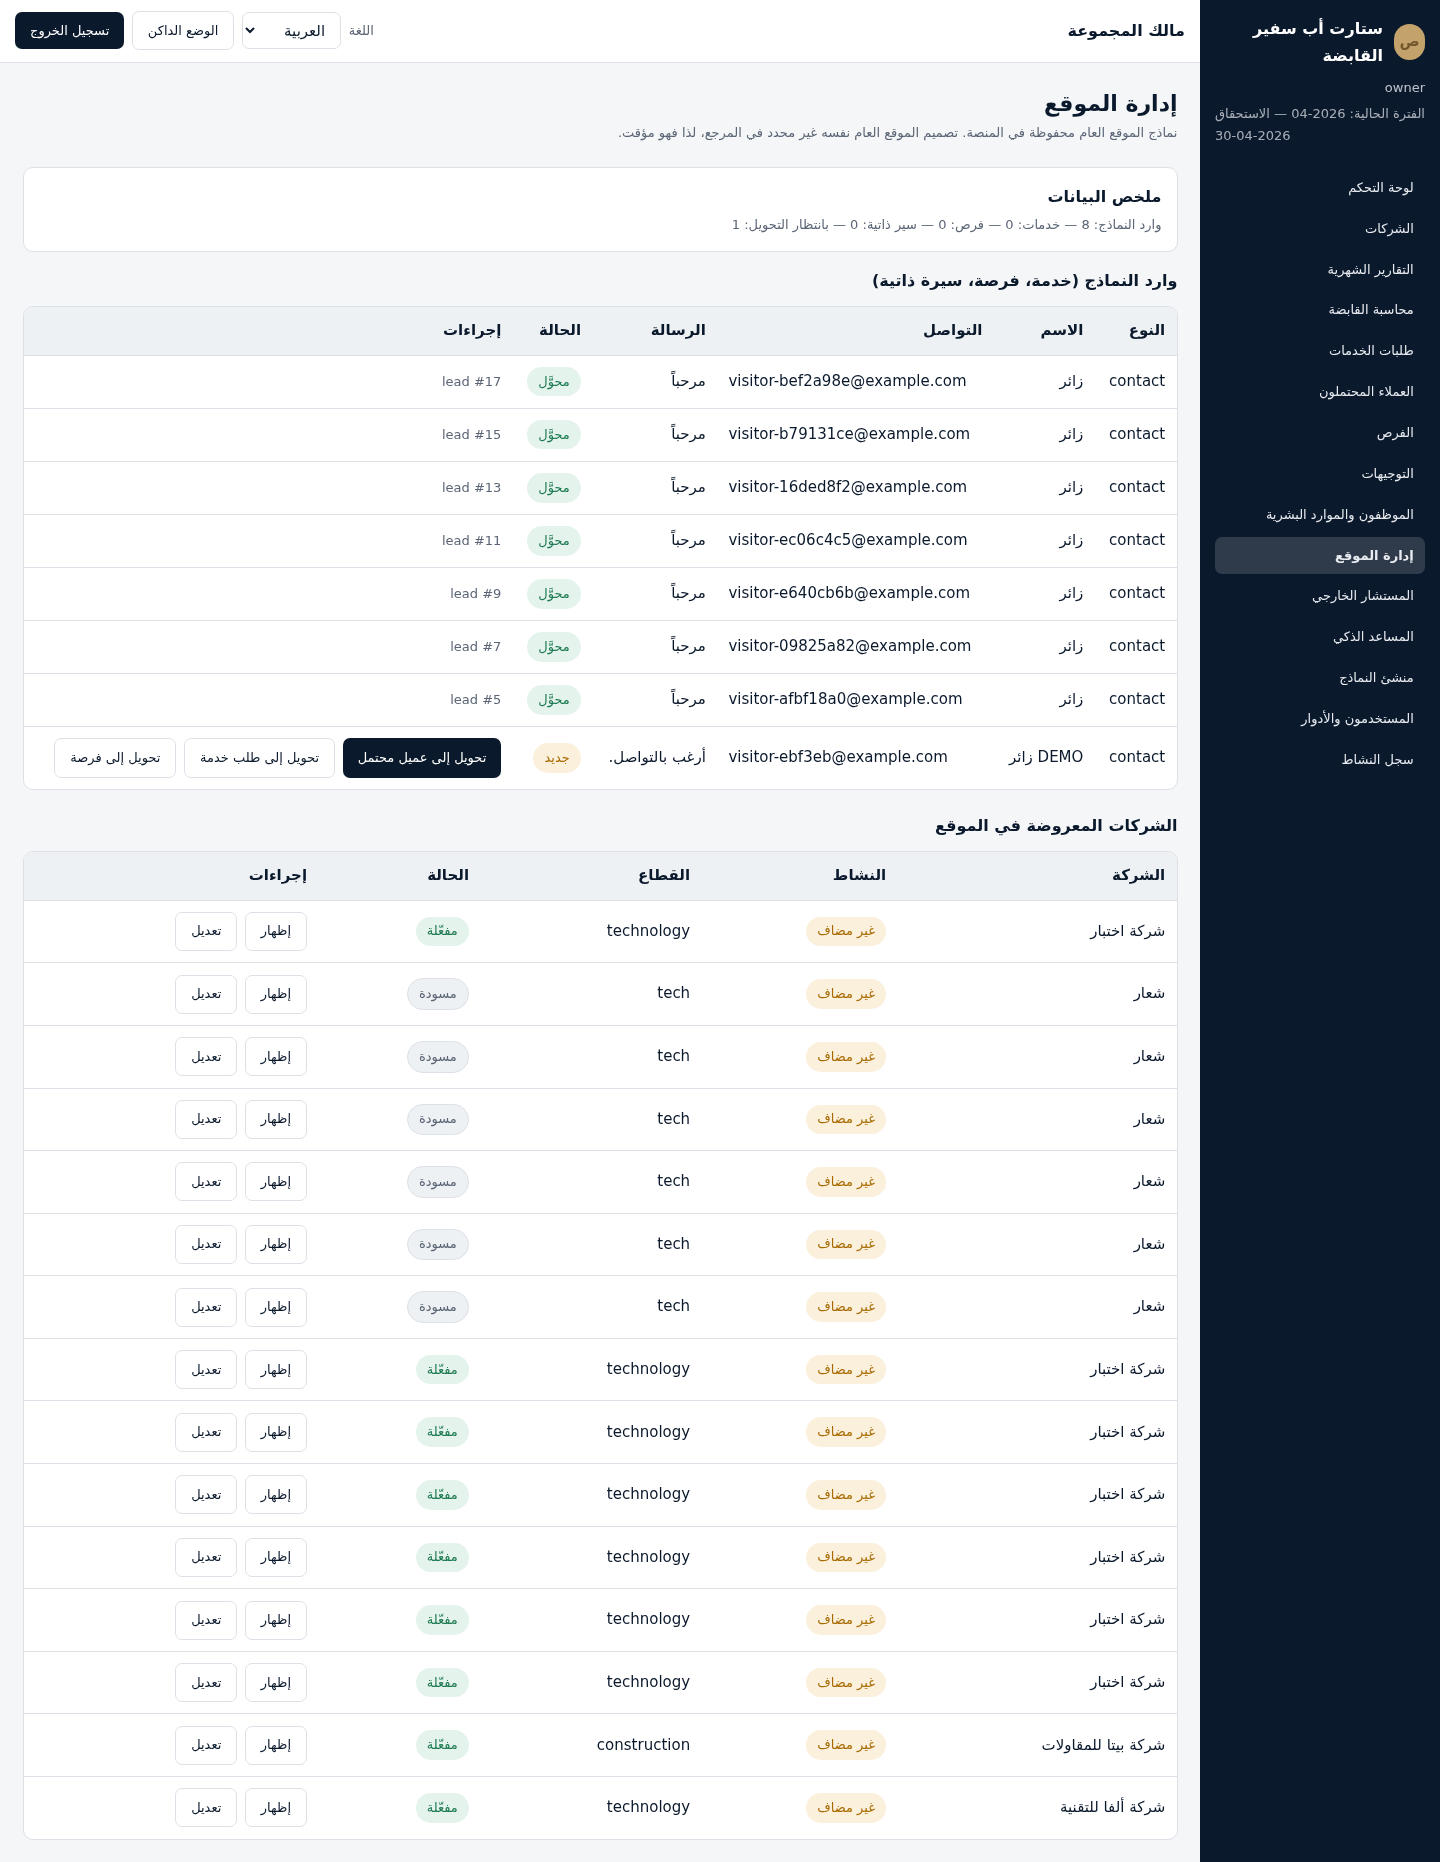 ستارت أب سفير
القابضة
ص
owner
الفترة الحالية: 2026-04 — الاستحقاق
2026-04-30
لوحة التحكم
الشركات
التقارير الشهرية
محاسبة القابضة
طلبات الخدمات
العملاء المحتملون
الفرص
التوجيهات
الموظفون والموارد البشرية
إدارة الموقع
المستشار الخارجي
المساعد الذكي
منشئ النماذج
المستخدمون والأدوار
سجل النشاط
مالك المجموعة
اللغة العربية الوضع الداكن تسجيل الخروج
إدارة الموقع
نماذج الموقع العام محفوظة في المنصة. تصميم الموقع العام نفسه غير محدد في المرجع، لذا فهو مؤقت.
ملخص البيانات
وارد النماذج: 8 — خدمات: 0 — فرص: 0 — سير ذاتية: 0 — بانتظار التحويل: 1
وارد النماذج (خدمة، فرصة، سيرة ذاتية)
النوع الاسم التواصل الرسالة الحالة إجراءات
contact زائر visitor-bef2a98e@example.com مرحباً محوَّل lead #17
contact زائر visitor-b79131ce@example.com مرحباً محوَّل lead #15
contact زائر visitor-16ded8f2@example.com مرحباً محوَّل lead #13
contact زائر visitor-ec06c4c5@example.com مرحباً محوَّل lead #11
contact زائر visitor-e640cb6b@example.com مرحباً محوَّل lead #9
contact زائر visitor-09825a82@example.com مرحباً محوَّل lead #7
contact زائر visitor-afbf18a0@example.com مرحباً محوَّل lead #5
contact DEMO زائر visitor-ebf3eb@example.com أرغب بالتواصل. جديد تحويل إلى عميل محتمل تحويل إلى طلب خدمة تحويل إلى فرصة
الشركات المعروضة في الموقع
الشركة النشاط القطاع الحالة إجراءات
شركة اختبار غير مضاف technology مفعّلة إظهار تعديل
شعار غير مضاف tech مسودة إظهار تعديل
شعار غير مضاف tech مسودة إظهار تعديل
شعار غير مضاف tech مسودة إظهار تعديل
شعار غير مضاف tech مسودة إظهار تعديل
شعار غير مضاف tech مسودة إظهار تعديل
شعار غير مضاف tech مسودة إظهار تعديل
شركة اختبار غير مضاف technology مفعّلة إظهار تعديل
شركة اختبار غير مضاف technology مفعّلة إظهار تعديل
شركة اختبار غير مضاف technology مفعّلة إظهار تعديل
شركة اختبار غير مضاف technology مفعّلة إظهار تعديل
شركة اختبار غير مضاف technology مفعّلة إظهار تعديل
شركة اختبار غير مضاف technology مفعّلة إظهار تعديل
شركة بيتا للمقاولات غير مضاف construction مفعّلة إظهار تعديل
شركة ألفا للتقنية غير مضاف technology مفعّلة إظهار تعديل